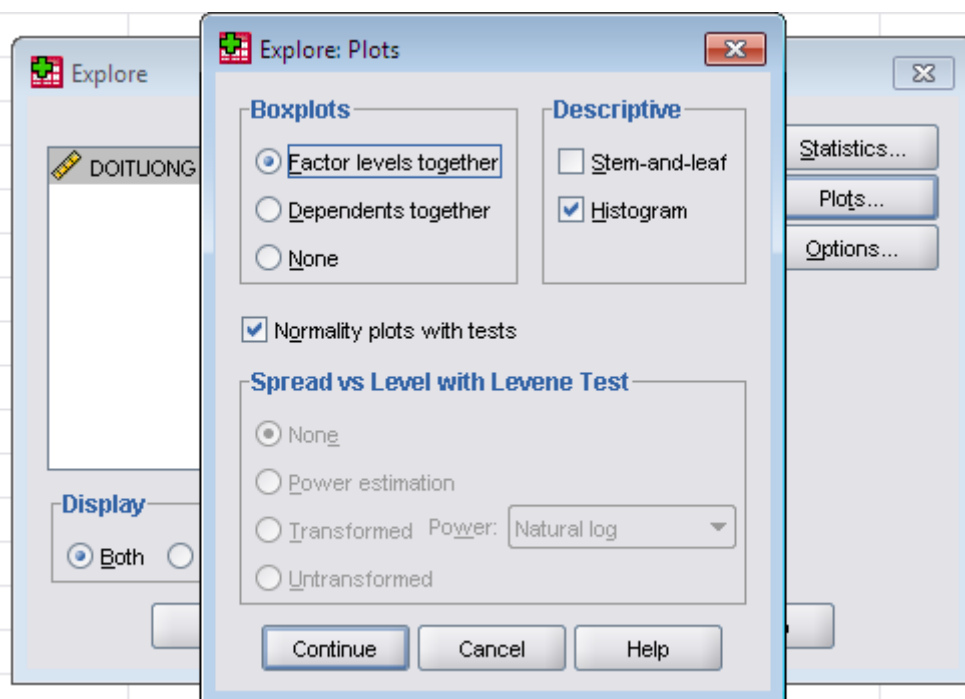 Explore
DOITUONG
Display
Both
Statistics...
Plots...
Options...
Explore: Plots
Boxplots
Factor levels together
Dependents together
None
Descriptive
Stem-and-leaf
Histogram
Normality plots with tests
Spread vs Level with Levene Test
None
Power estimation
Transformed Power: Natural log
Untransformed
Continue Cancel Help